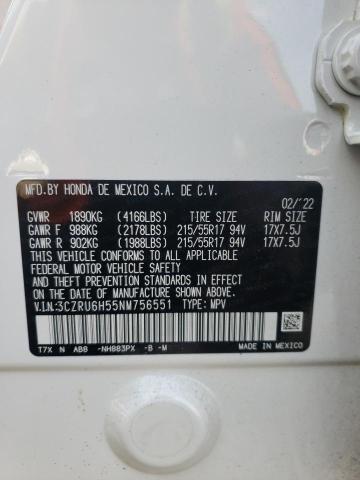 MFD.BY HONDA DE MEXICO S.A. DE C.V.
02/'22
GVWR 1890KG (4166LBS) TIRE SIZE RIM SIZE
GAWR F 988KG (2178LBS) 215/55R17 94V 17X7.5J
GAWR R 902KG (1988LBS) 215/55R17 94V 17X7.5J
THIS VEHICLE CONFORMS TO ALL APPLICABLE
FEDERAL MOTOR VEHICLE SAFETY, BUMPER, AND
THEFT PREVENTION STANDARDS IN EFFECT ON THE
DATE OF MANUFACTURE SHOWN ABOVE.
V.I.N:3CZRU6H55NM756551 TYPE: MPV
T7X N ABB -NH883PX -B -M
MADE IN MEXICO